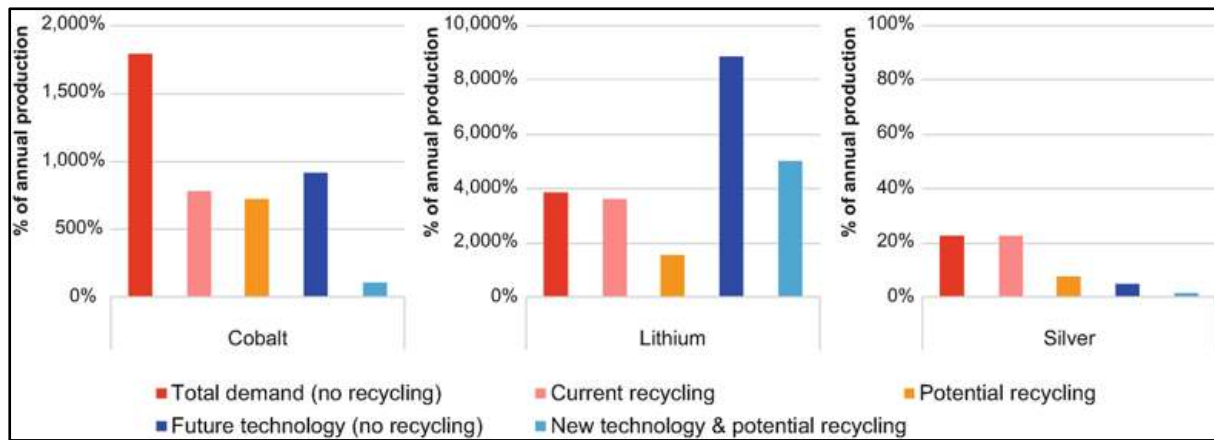 % of annual production
2,000%
1,500%
1,000%
500%
0%
Cobalt
% of annual production
10,000%
8,000%
6,000%
4,000%
2,000%
0%
Lithium
% of annual production
100%
80%
60%
40%
20%
0%
Silver
Total demand (no recycling) Current recycling Potential recycling
Future technology (no recycling) New technology & potential recycling